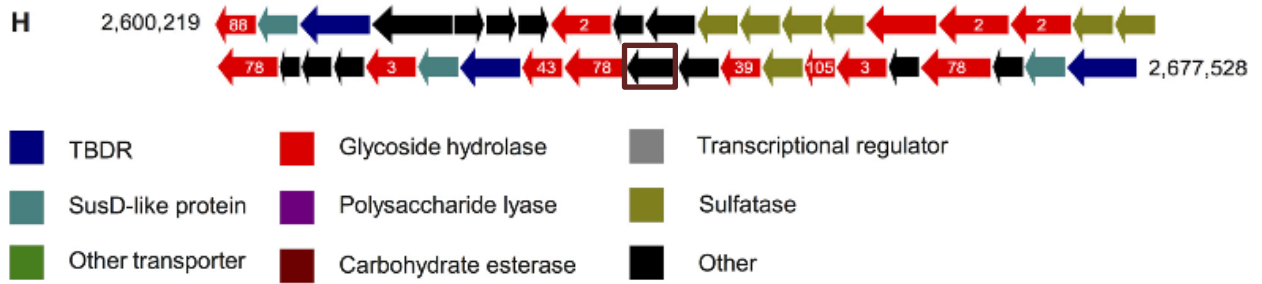 H 2,600,219 88 2 2 2
78 3 43 78 39 105 3 78 2,677,528
TBDR Glycoside hydrolase Transcriptional regulator
SusD-like protein Polysaccharide lyase Sulfatase
Other transporter Carbohydrate esterase Other